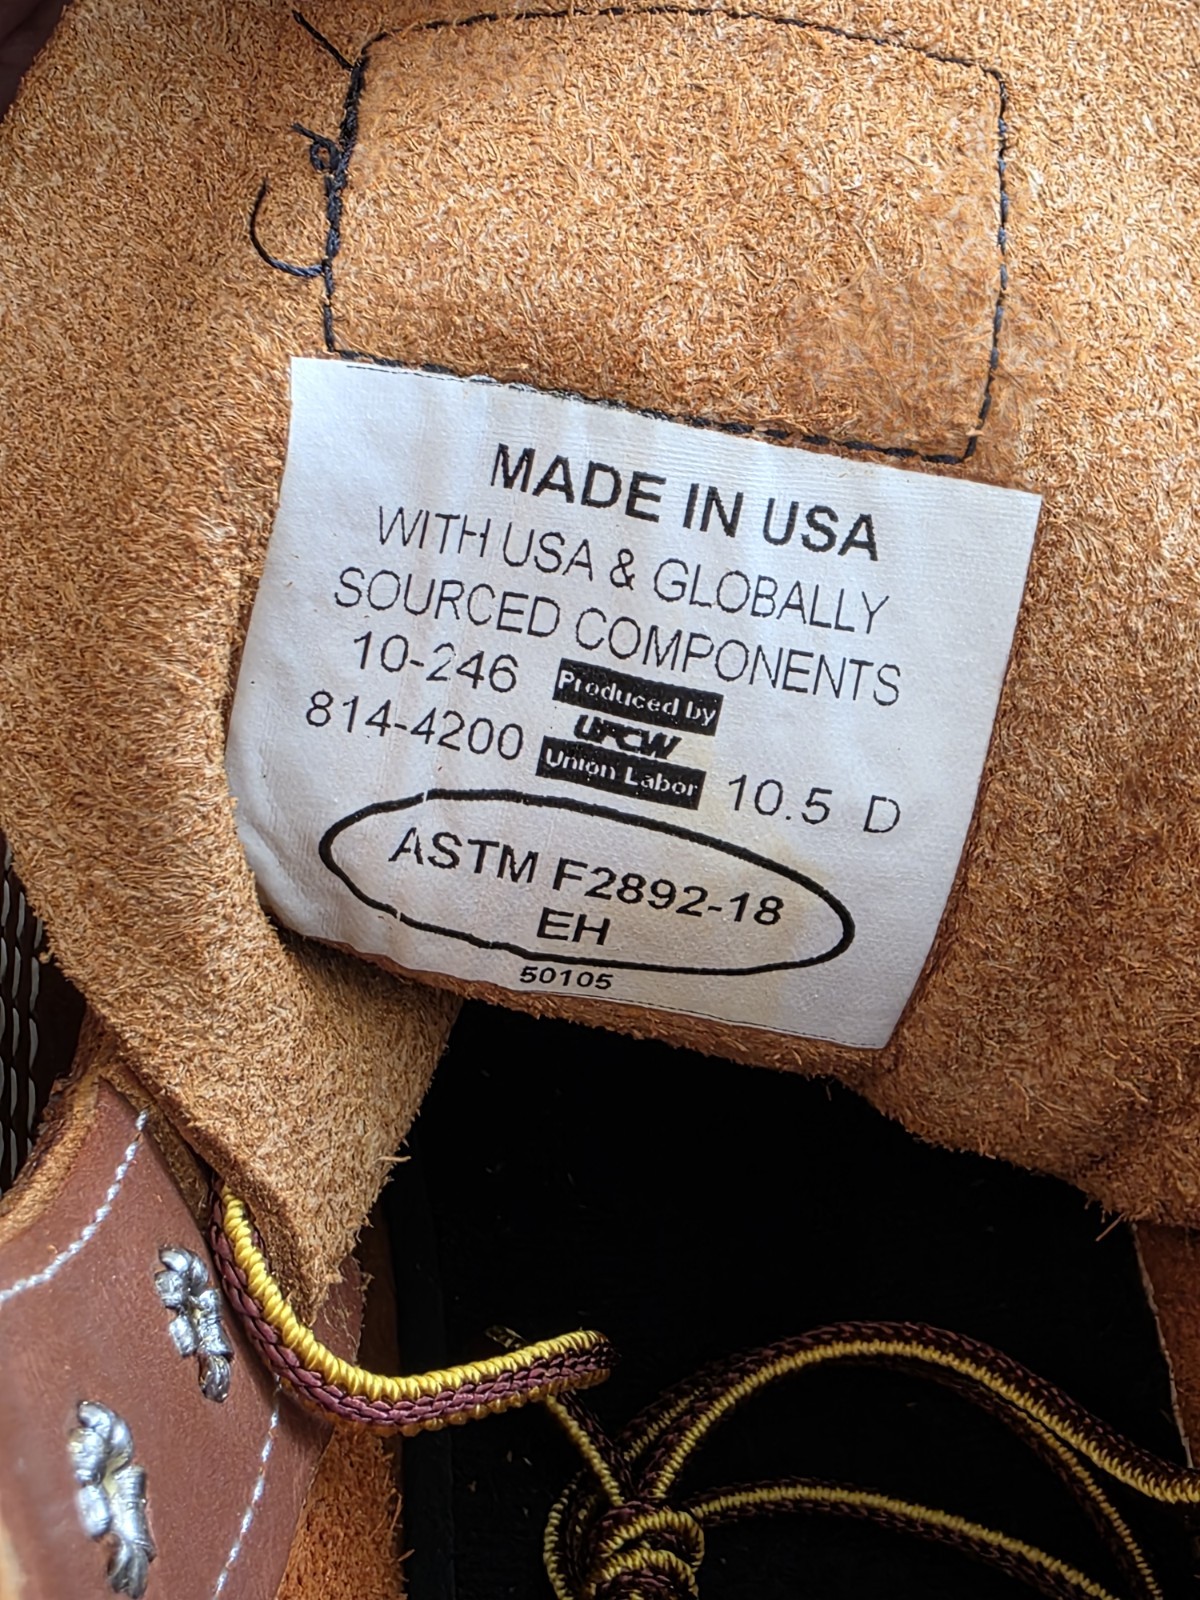 MADE IN USA
WITH USA & GLOBALLY
SOURCED COMPONENTS
10-246
Produced by
UFCW
Union Labor
814-4200
10.5 D
ASTM F2892-18
EH
50105